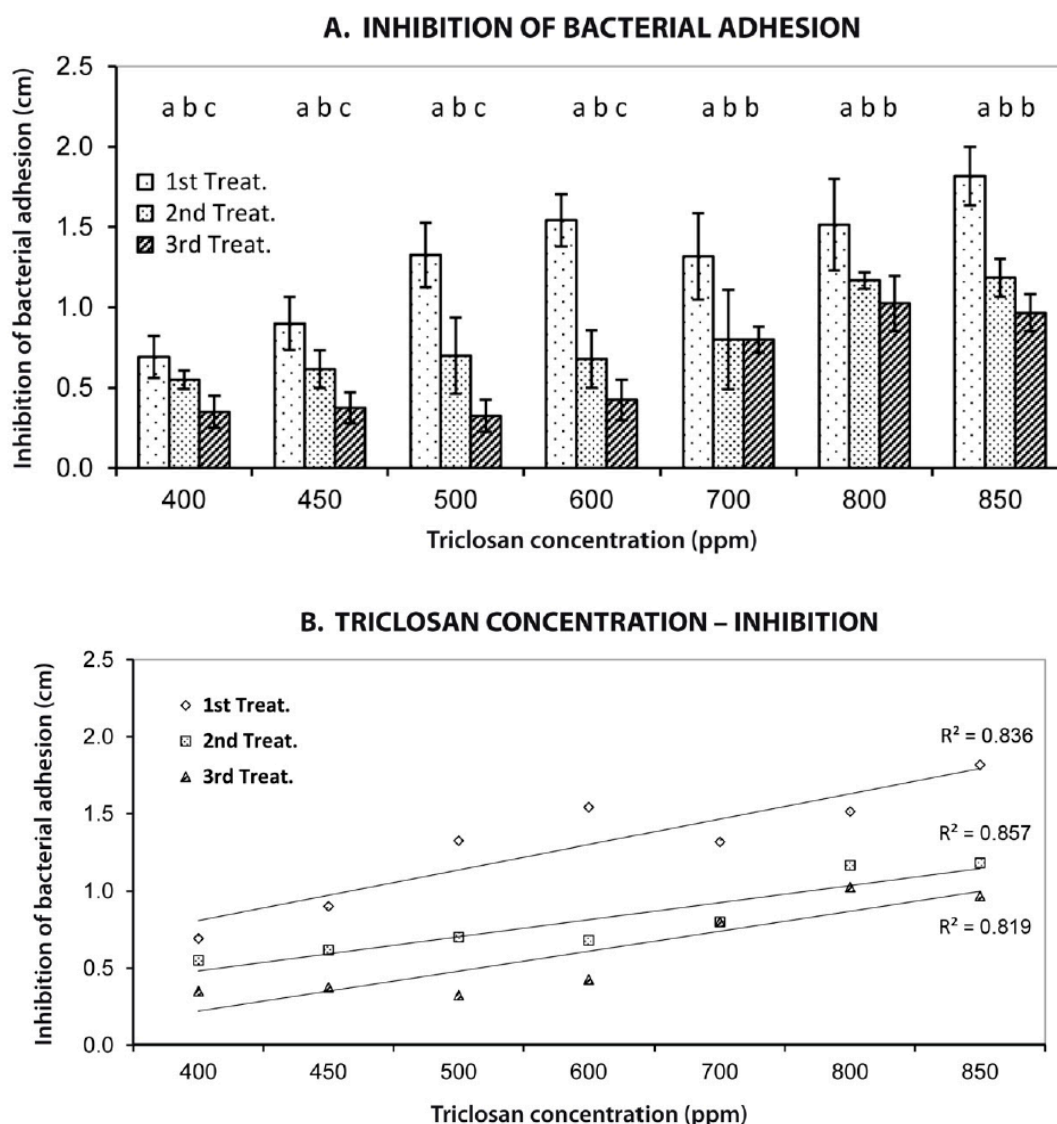 A. INHIBITION OF BACTERIAL ADHESION
Inhibition of bacterial adhesion (cm)
2.5
2.0
1.5
1.0
0.5
0.0
a b c
a b c
a b c
a b c
a b b
a b b
a b b
1st Treat.
2nd Treat.
3rd Treat.
400
450
500
600
700
800
850
Triclosan concentration (ppm)
B. TRICLOSAN CONCENTRATION – INHIBITION
Inhibition of bacterial adhesion (cm)
2.5
2.0
1.5
1.0
0.5
0.0
1st Treat.
2nd Treat.
3rd Treat.
R² = 0.836
R² = 0.857
R² = 0.819
400
450
500
600
700
800
850
Triclosan concentration (ppm)